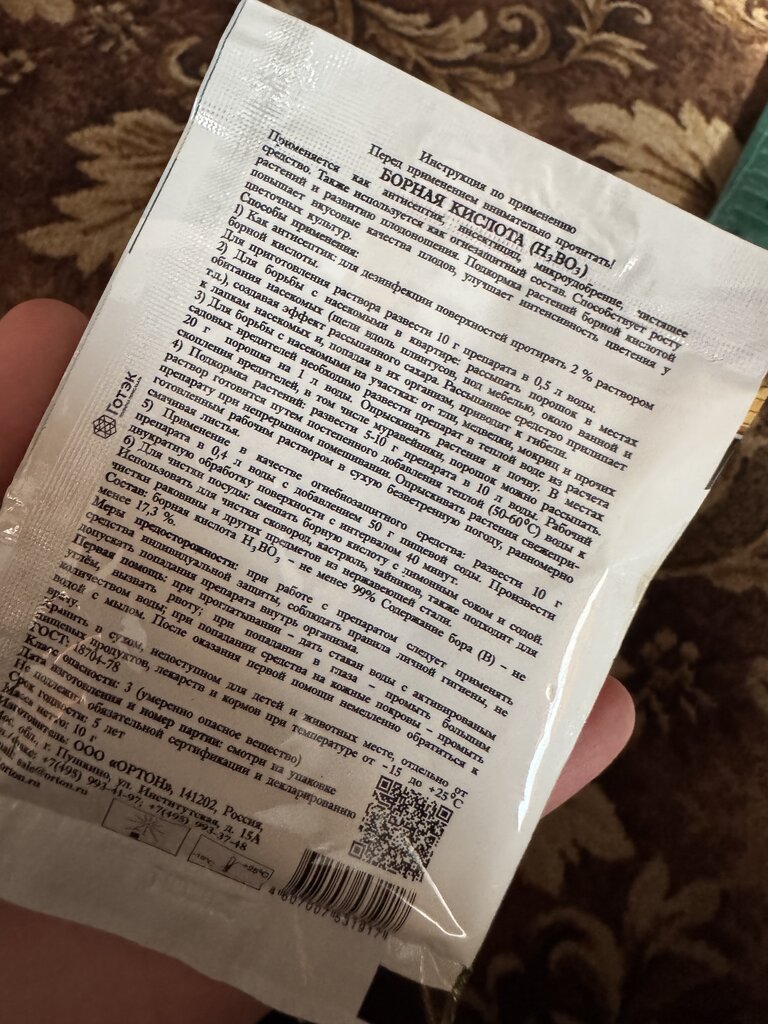 Инструкция по применению
Перед применением внимательно прочитать!
БОРНАЯ КИСЛОТА (H₃BO₃)
Применяется как антисептик, инсектицид, микроудобрение, чистящее
средство. Также используется как огнезащитный состав. Способствует росту
растений и развитию плодоношения. Подкормка растений борной кислотой
повышает вкусовые качества плодов, улучшает интенсивность цветения у
цветочных культур.
Способы применения:
1) Как антисептик: для дезинфекции поверхностей протирать 2 % раствором
борной кислоты.
Для приготовления раствора развести 10 г препарата в 0,5 л воды.
2) Для борьбы с насекомыми в квартире: рассыпать порошок в местах
обитания насекомых (щели вдоль плинтусов, под мебелью, около ванной и
т.п.), создавая эффект рассыпанного сахара. Рассыпанное средство прилипает
к лапкам насекомых и, попадая в их организм, приводит к гибели.
3) Для борьбы с насекомыми на участках: от тли, медведки, мокриц и прочих
садовых вредителей необходимо развести препарат в теплой воде из расчета
20 г порошка на 1 л воды. Опрыскивать растение и почву. В местах
скопления вредителей, в том числе муравейники, порошок можно рассыпать.
4) Подкормка растений: развести 5-10 г препарата в 10 л воды. Рабочий
раствор готовится путем постепенного добавления теплой (50-60°C) воды к
препарату при непрерывном помешивании. Опрыскивать растения свежепри-
готовленным рабочим раствором в сухую безветренную погоду, равномерно
смачивая листья.
5) Применение в качестве огнебиозащитного средства: развести 10 г
препарата в 0,4 л воды с добавлением 50 г пищевой соды. Произвести
двукратную обработку поверхности с интервалом 40 минут.
6) Для чистки посуды: смешать борную кислоту с лимонным соком и содой.
Использовать для чистки сковород, кастрюль, чайников, также подходит для
чистки раковины и других предметов из нержавеющей стали.
Состав: борная кислота H₃BO₃ - не менее 99% Содержание бора (В) – не
менее 17,3 %.
Меры предосторожности: при работе с препаратом следует применять
средства индивидуальной защиты, соблюдать правила личной гигиены, не
допускать попадания препарата внутрь организма.
Первая помощь: при проглатывании – дать стакан воды с активированным
углём, вызвать рвоту; при попадании в глаза – промыть большим
количеством воды; при попадании средства на кожные покровы – промыть
водой с мылом. После оказания первой помощи немедленно обратиться к
врачу.
Хранить в сухом, недоступном для детей и животных месте, отдельно от
пищевых продуктов, лекарств и кормов при температуре от -15 до +25°C
ГОСТ: 18704-78
Класс опасности: 3 (умеренно опасное вещество)
Дата изготовления и номер партии: смотри на упаковке
Не подлежит обязательной сертификации и декларированию
Срок годности: 5 лет
Масса нетто: 10 г
Изготовитель: ООО «ОРТОН», 141202, Россия,
обл., г. Пушкино, ул. Институтская, д. 15А
+7(495) 993-41-97; +7(495) 993-37-48
sale@orton.ru
orton.ru
ГОТЭК
-15°C +25°C